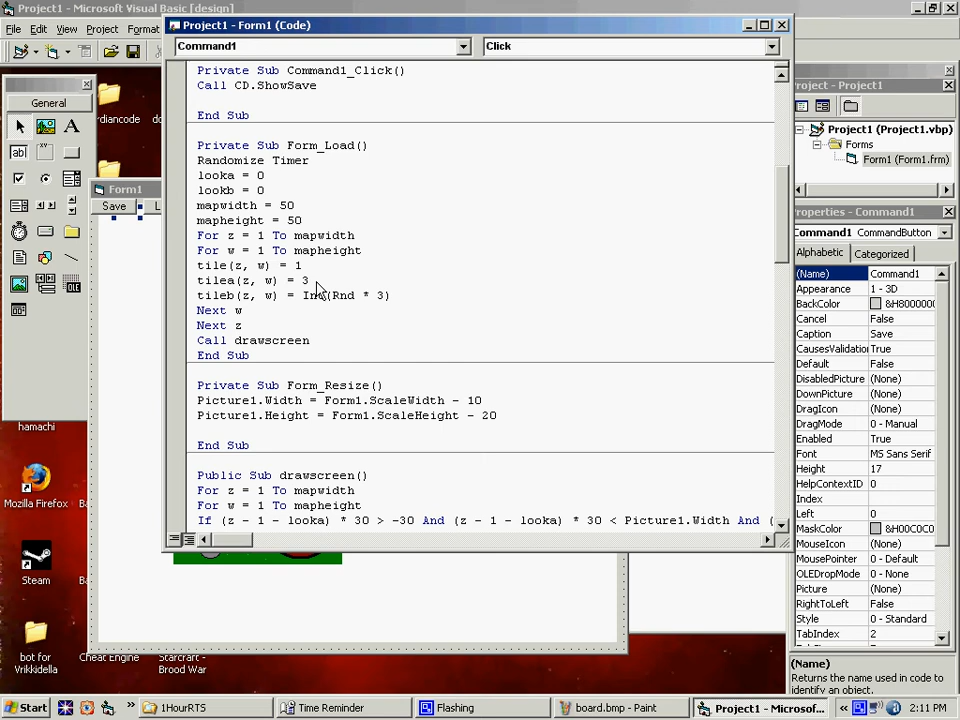 Project1 - Microsoft Visual Basic [design]
File Edit View Project Format
Project1 - Form1 (Code)
Command1
Click
Private Sub Command1_Click()
Call CD.ShowSave
End Sub
Private Sub Form_Load()
Randomize Timer
looka = 0
lookb = 0
mapwidth = 50
mapheight = 50
For z = 1 To mapwidth
For w = 1 To mapheight
tile(z, w) = 1
tilea(z, w) = 3
tileb(z, w) = Int(Rnd * 3)
Next w
Next z
Call drawscreen
End Sub
Private Sub Form_Resize()
Picture1.Width = Form1.ScaleWidth - 10
Picture1.Height = Form1.ScaleHeight - 20
End Sub
Public Sub drawscreen()
For z = 1 To mapwidth
For w = 1 To mapheight
If (z - 1 - looka) * 30 > -30 And (z - 1 - looka) * 30 < Picture1.Width And (
General
rdiancode
do
Form1
Save
L
hamachi
Mozilla Firefox
Ba
Steam
Ba
bot for
Vrikkidella
Cheat Engine
Starcraft -
Brood War
roject - Project1
Project1 (Project1.vbp)
Forms
Form1 (Form1.frm)
Properties - Command1
Command1 CommandButton
Alphabetic Categorized
(Name) Command1
Appearance 1 - 3D
BackColor &H8000000
Cancel False
Caption Save
CausesValidation True
Default False
DisabledPicture (None)
DownPicture (None)
DragIcon (None)
DragMode 0 - Manual
Enabled True
Font MS Sans Serif
Height 17
HelpContextID 0
Index
Left 0
MaskColor &H00C0C0
MouseIcon (None)
MousePointer 0 - Default
OLEDropMode 0 - None
Picture (None)
RightToLeft False
Style 0 - Standard
TabIndex 2
(Name)
Returns the name used in code to
identify an object.
Start
1HourRTS
Time Reminder
Flashing
board.bmp - Paint
Project1 - Microsoft...
2:11 PM